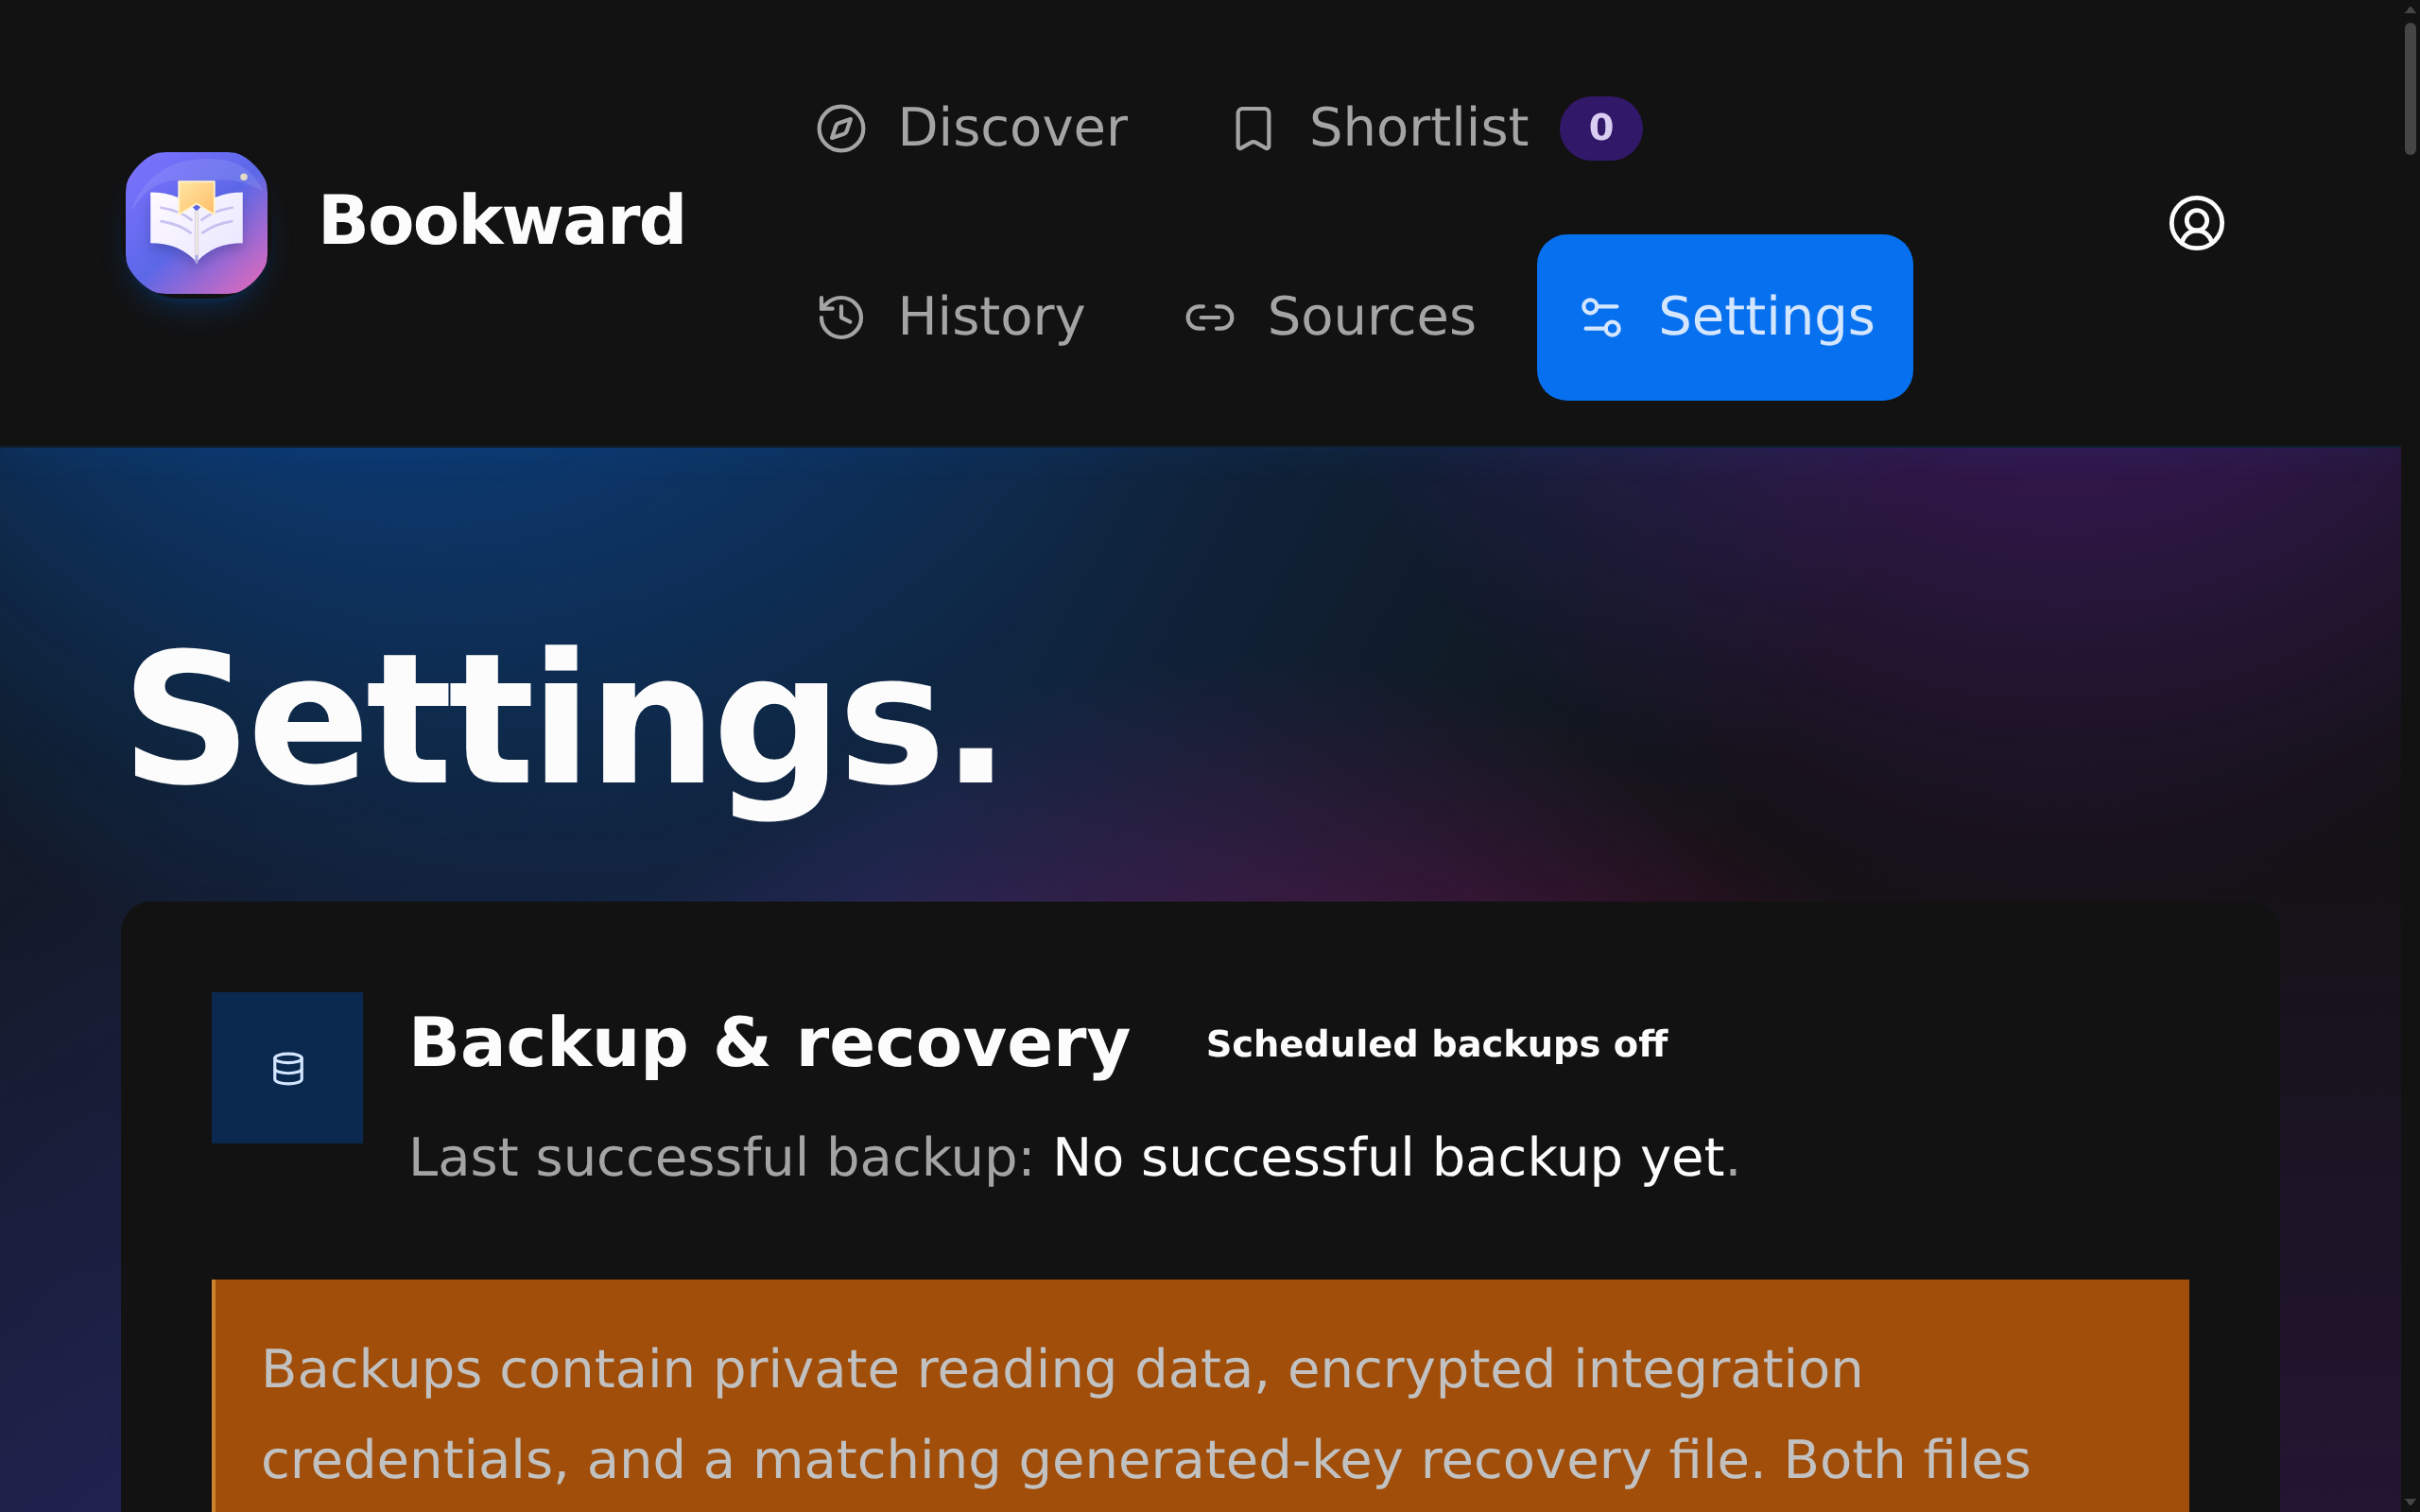 Bookward
Discover
Shortlist 0
History
Sources
Settings
Settings.
Backup & recovery
Scheduled backups off
Last successful backup: No successful backup yet.
Backups contain private reading data, encrypted integration
credentials, and a matching generated-key recovery file. Both files